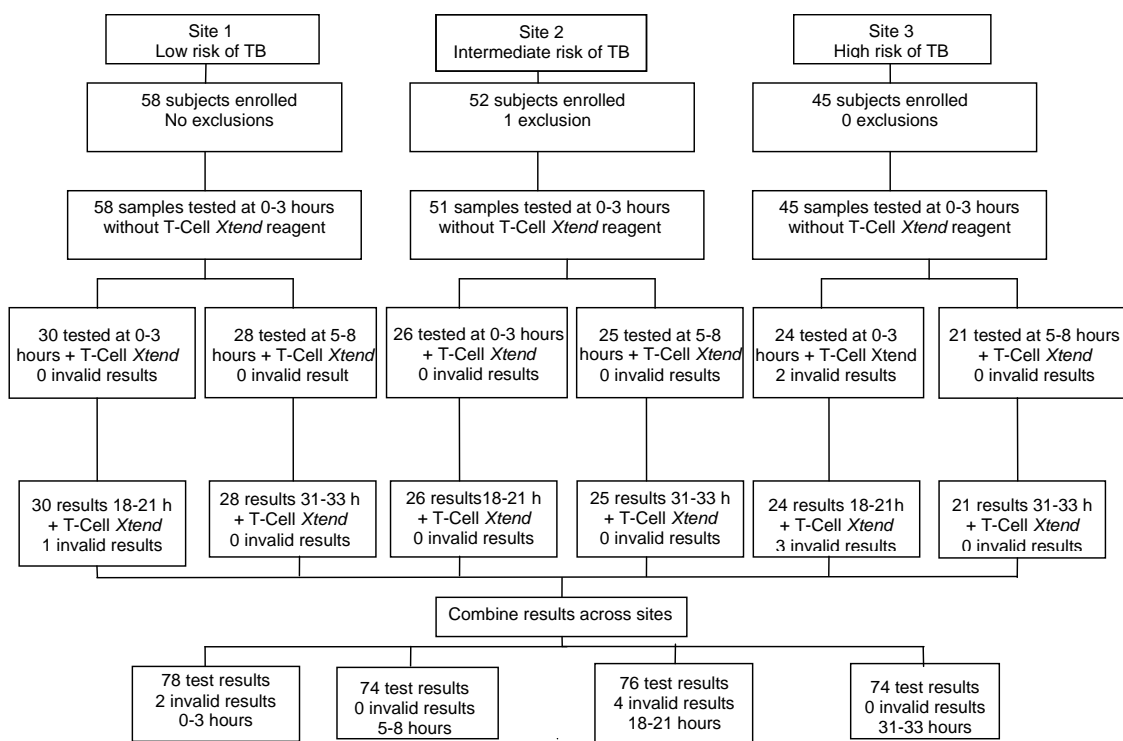 Site 1
Low risk of TB
Site 2
Intermediate risk of TB
Site 3
High risk of TB
58 subjects enrolled
No exclusions
52 subjects enrolled
1 exclusion
45 subjects enrolled
0 exclusions
58 samples tested at 0-3 hours
without T-Cell Xtend reagent
51 samples tested at 0-3 hours
without T-Cell Xtend reagent
45 samples tested at 0-3 hours
without T-Cell Xtend reagent
30 tested at 0-3
hours + T-Cell Xtend
0 invalid results
28 tested at 5-8
hours + T-Cell Xtend
0 invalid result
26 tested at 0-3 hours
+ T-Cell Xtend
0 invalid results
25 tested at 5-8
hours + T-Cell Xtend
0 invalid results
24 tested at 0-3
hours + T-Cell Xtend
2 invalid results
21 tested at 5-8 hours
+ T-Cell Xtend
0 invalid results
30 results 18-21 h
+ T-Cell Xtend
1 invalid results
28 results 31-33 h
+ T-Cell Xtend
0 invalid results
26 results18-21 h
+ T-Cell Xtend
0 invalid results
25 results 31-33 h
+ T-Cell Xtend
0 invalid results
24 results 18-21h
+ T-Cell Xtend
3 invalid results
21 results 31-33 h
+ T-Cell Xtend
0 invalid results
Combine results across sites
78 test results
2 invalid results
0-3 hours
74 test results
0 invalid results
5-8 hours
76 test results
4 invalid results
18-21 hours
74 test results
0 invalid results
31-33 hours